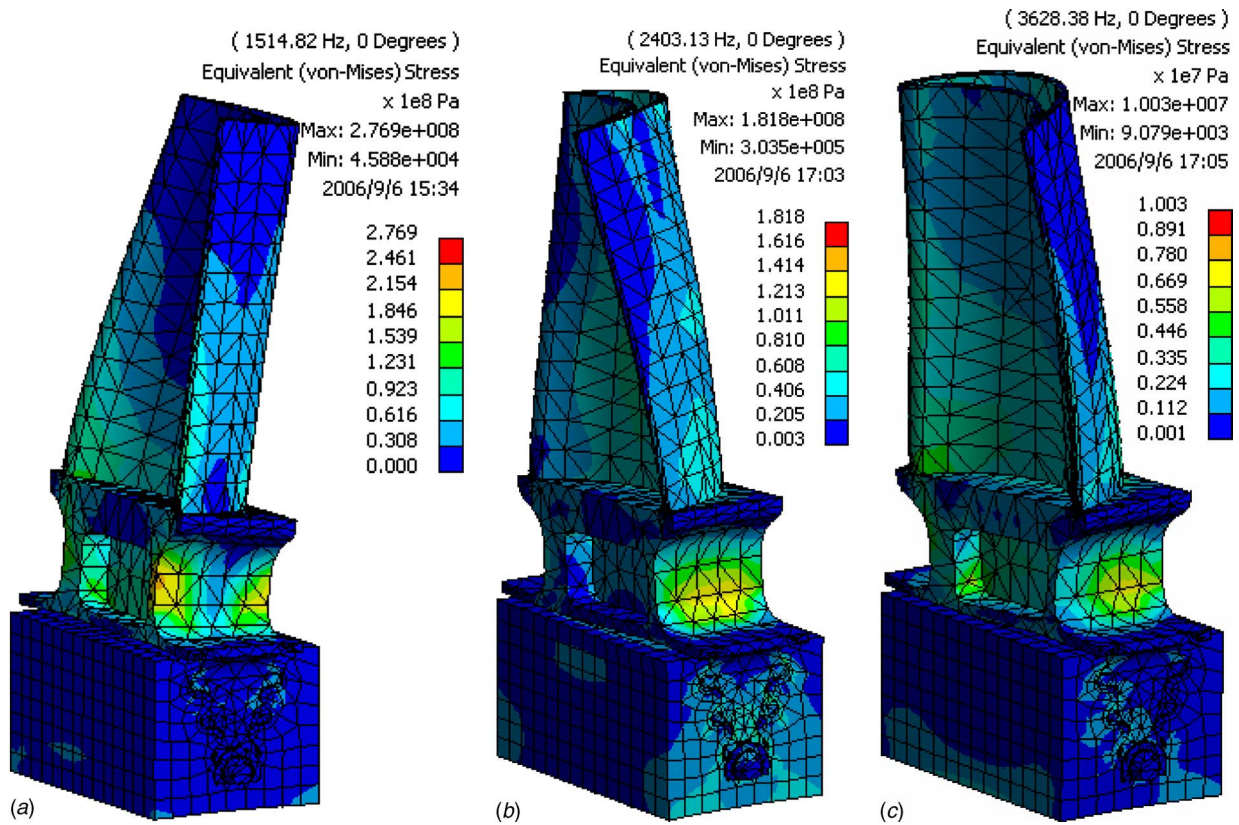 ( 1514.82 Hz, 0 Degrees )
Equivalent (von-Mises) Stress
x 1e8 Pa
Max: 2.769e+008
Min: 4.588e+004
2006/9/6 15:34
2.769
2.461
2.154
1.846
1.539
1.231
0.923
0.616
0.308
0.000
(a)
( 2403.13 Hz, 0 Degrees )
Equivalent (von-Mises) Stress
x 1e8 Pa
Max: 1.818e+008
Min: 3.035e+005
2006/9/6 17:03
1.818
1.616
1.414
1.213
1.011
0.810
0.608
0.406
0.205
0.003
(b)
( 3628.38 Hz, 0 Degrees )
Equivalent (von-Mises) Stress
x 1e7 Pa
Max: 1.003e+007
Min: 9.079e+003
2006/9/6 17:05
1.003
0.891
0.780
0.669
0.558
0.446
0.335
0.224
0.112
0.001
(c)